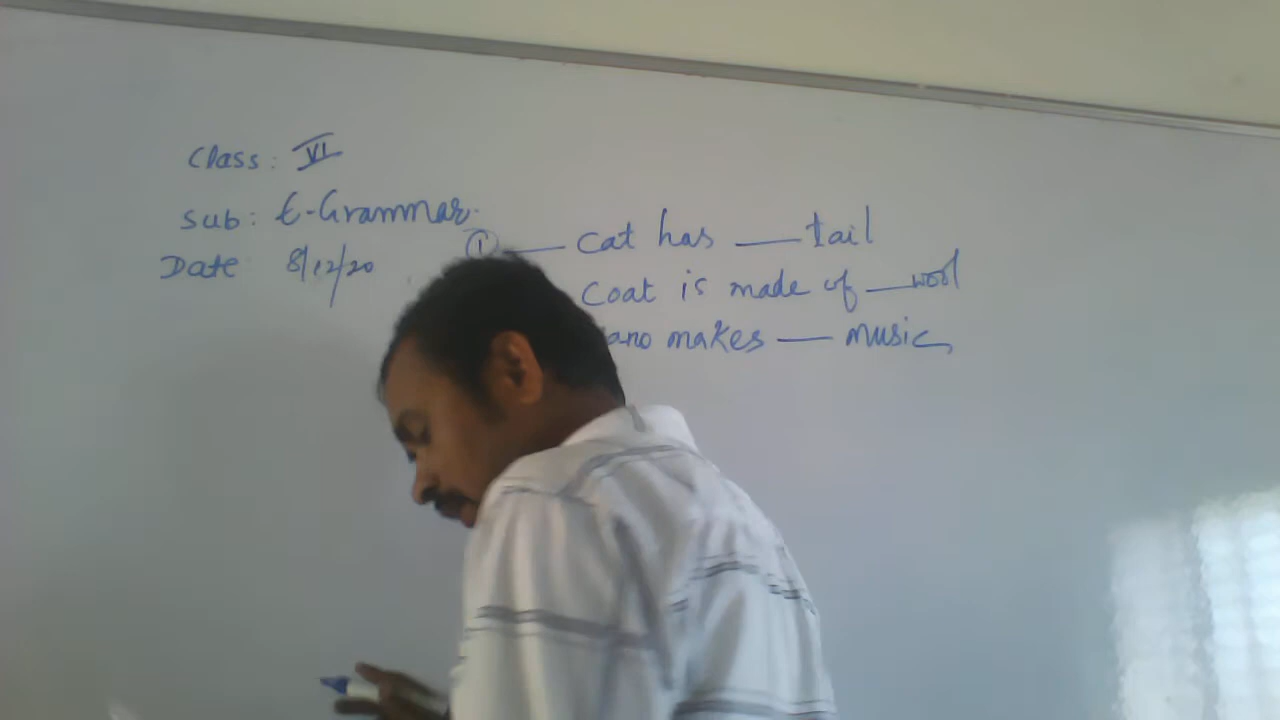 Class: VI
Sub: E-Grammar
Date 8/12/20
① ___ cat has ___ tail
Coat is made of ___ wool
ano makes ___ music